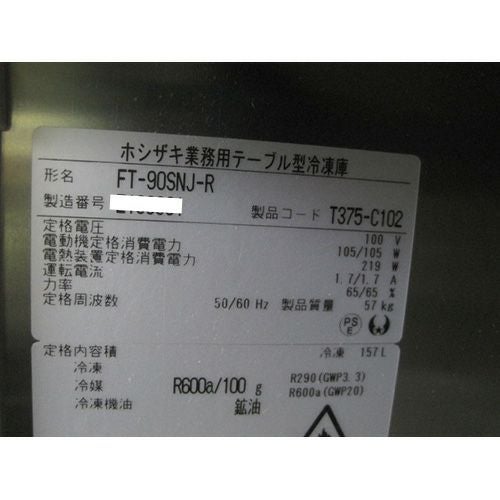 ホシザキ業務用テーブル型冷凍庫
形名 FT-90SNJ-R
製造番号
製品コード T375-C102
定格電圧 100 V
電動機定格消費電力 105/105 W
電熱装置定格消費電力 219 W
運転電流 1.7/1.7 A
力率 65/65 %
定格周波数 50/60 Hz 製品質量 57 kg
PS E
定格内容積 冷凍 157L
冷凍
冷媒 R600a/100 g R290(GWP3.3)
R600a(GWP20)
冷凍機油 鉱油